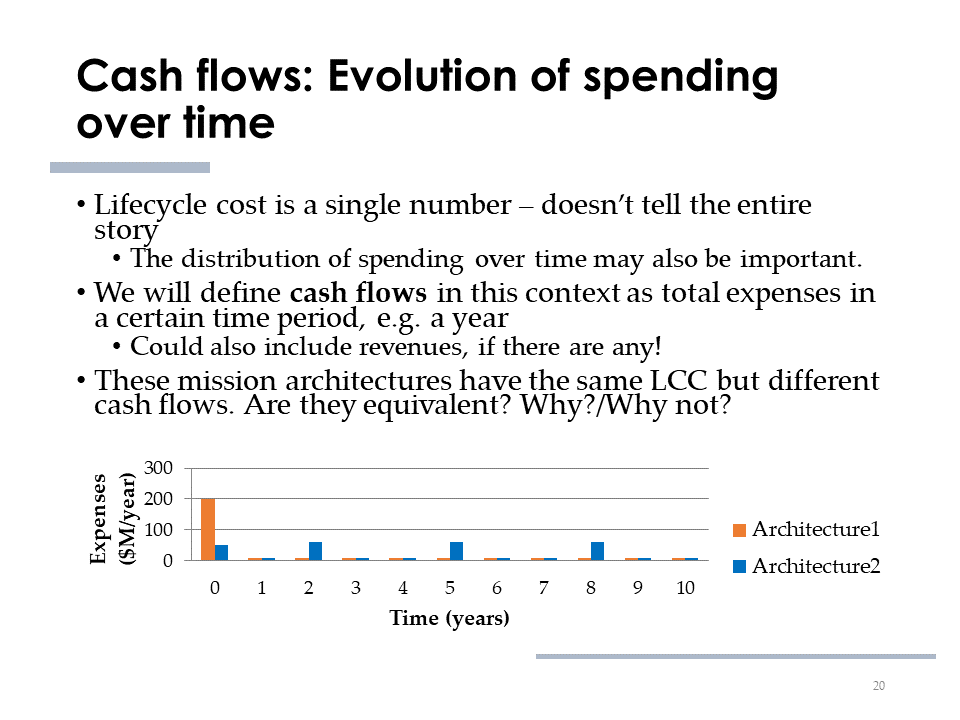 Cash flows: Evolution of spending
over time
• Lifecycle cost is a single number – doesn’t tell the entire
story
• The distribution of spending over time may also be important.
• We will define cash flows in this context as total expenses in
a certain time period, e.g. a year
• Could also include revenues, if there are any!
• These mission architectures have the same LCC but different
cash flows. Are they equivalent? Why?/Why not?
Expenses
($M/year)
300
200
100
0
0 1 2 3 4 5 6 7 8 9 10
Time (years)
Architecture1
Architecture2
20